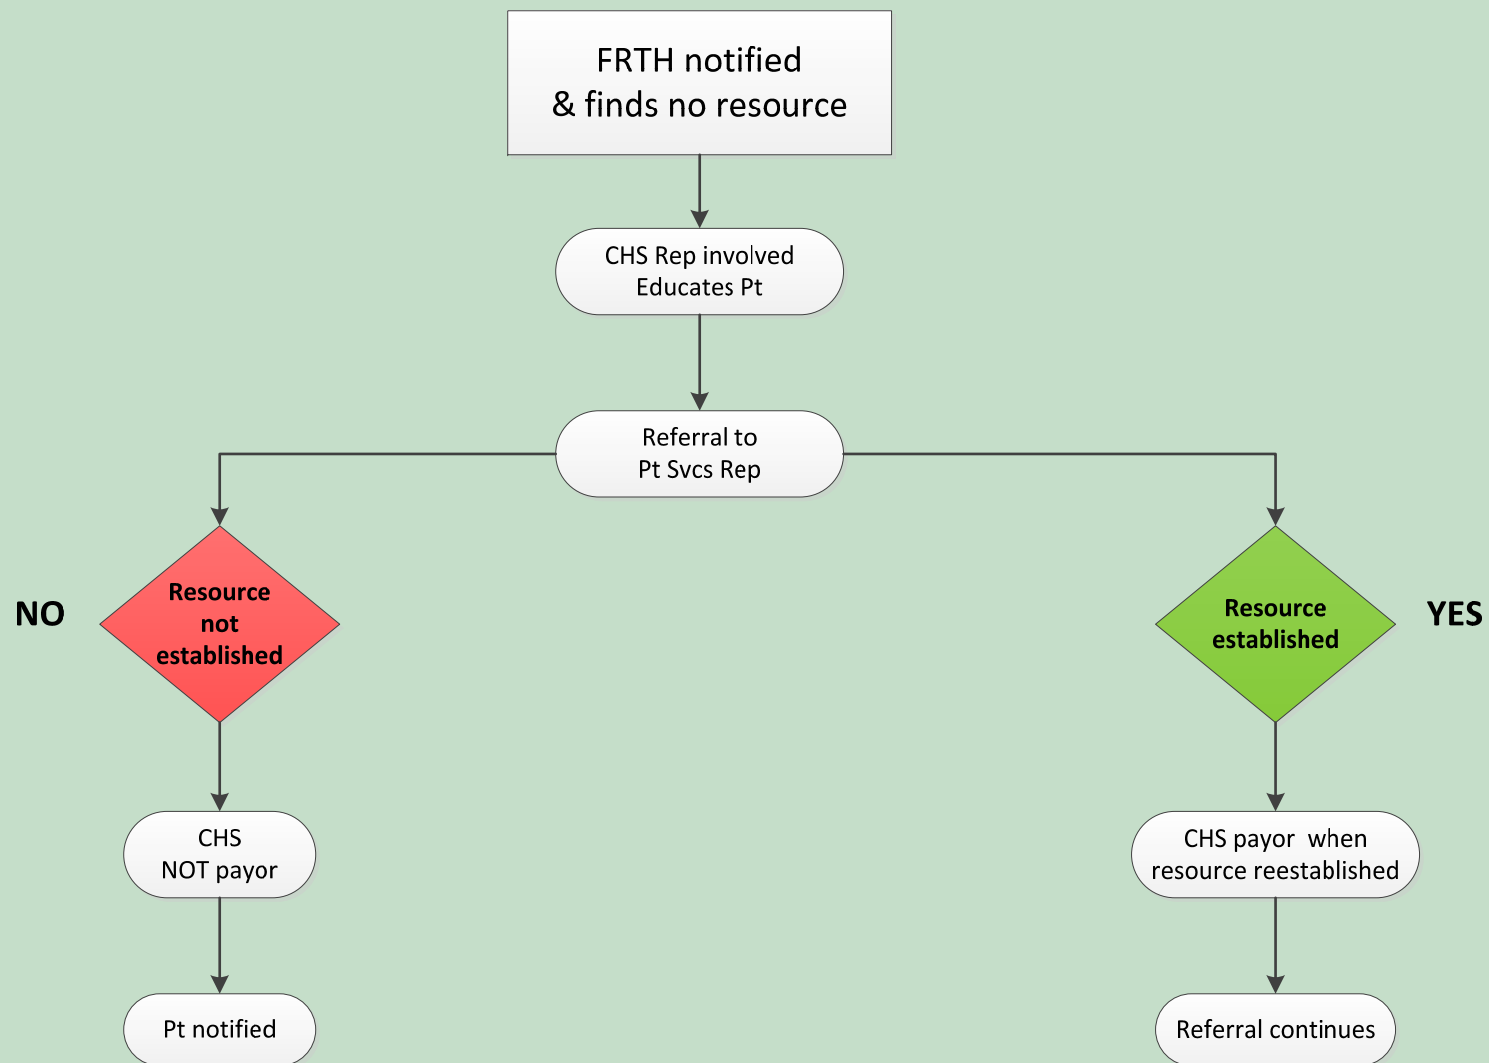 FRTH notified
& finds no resource
CHS Rep involved
Educates Pt
Referral to
Pt Svcs Rep
NO
Resource
not
established
Resource
established
YES
CHS
NOT payor
CHS payor when
resource reestablished
Pt notified
Referral continues